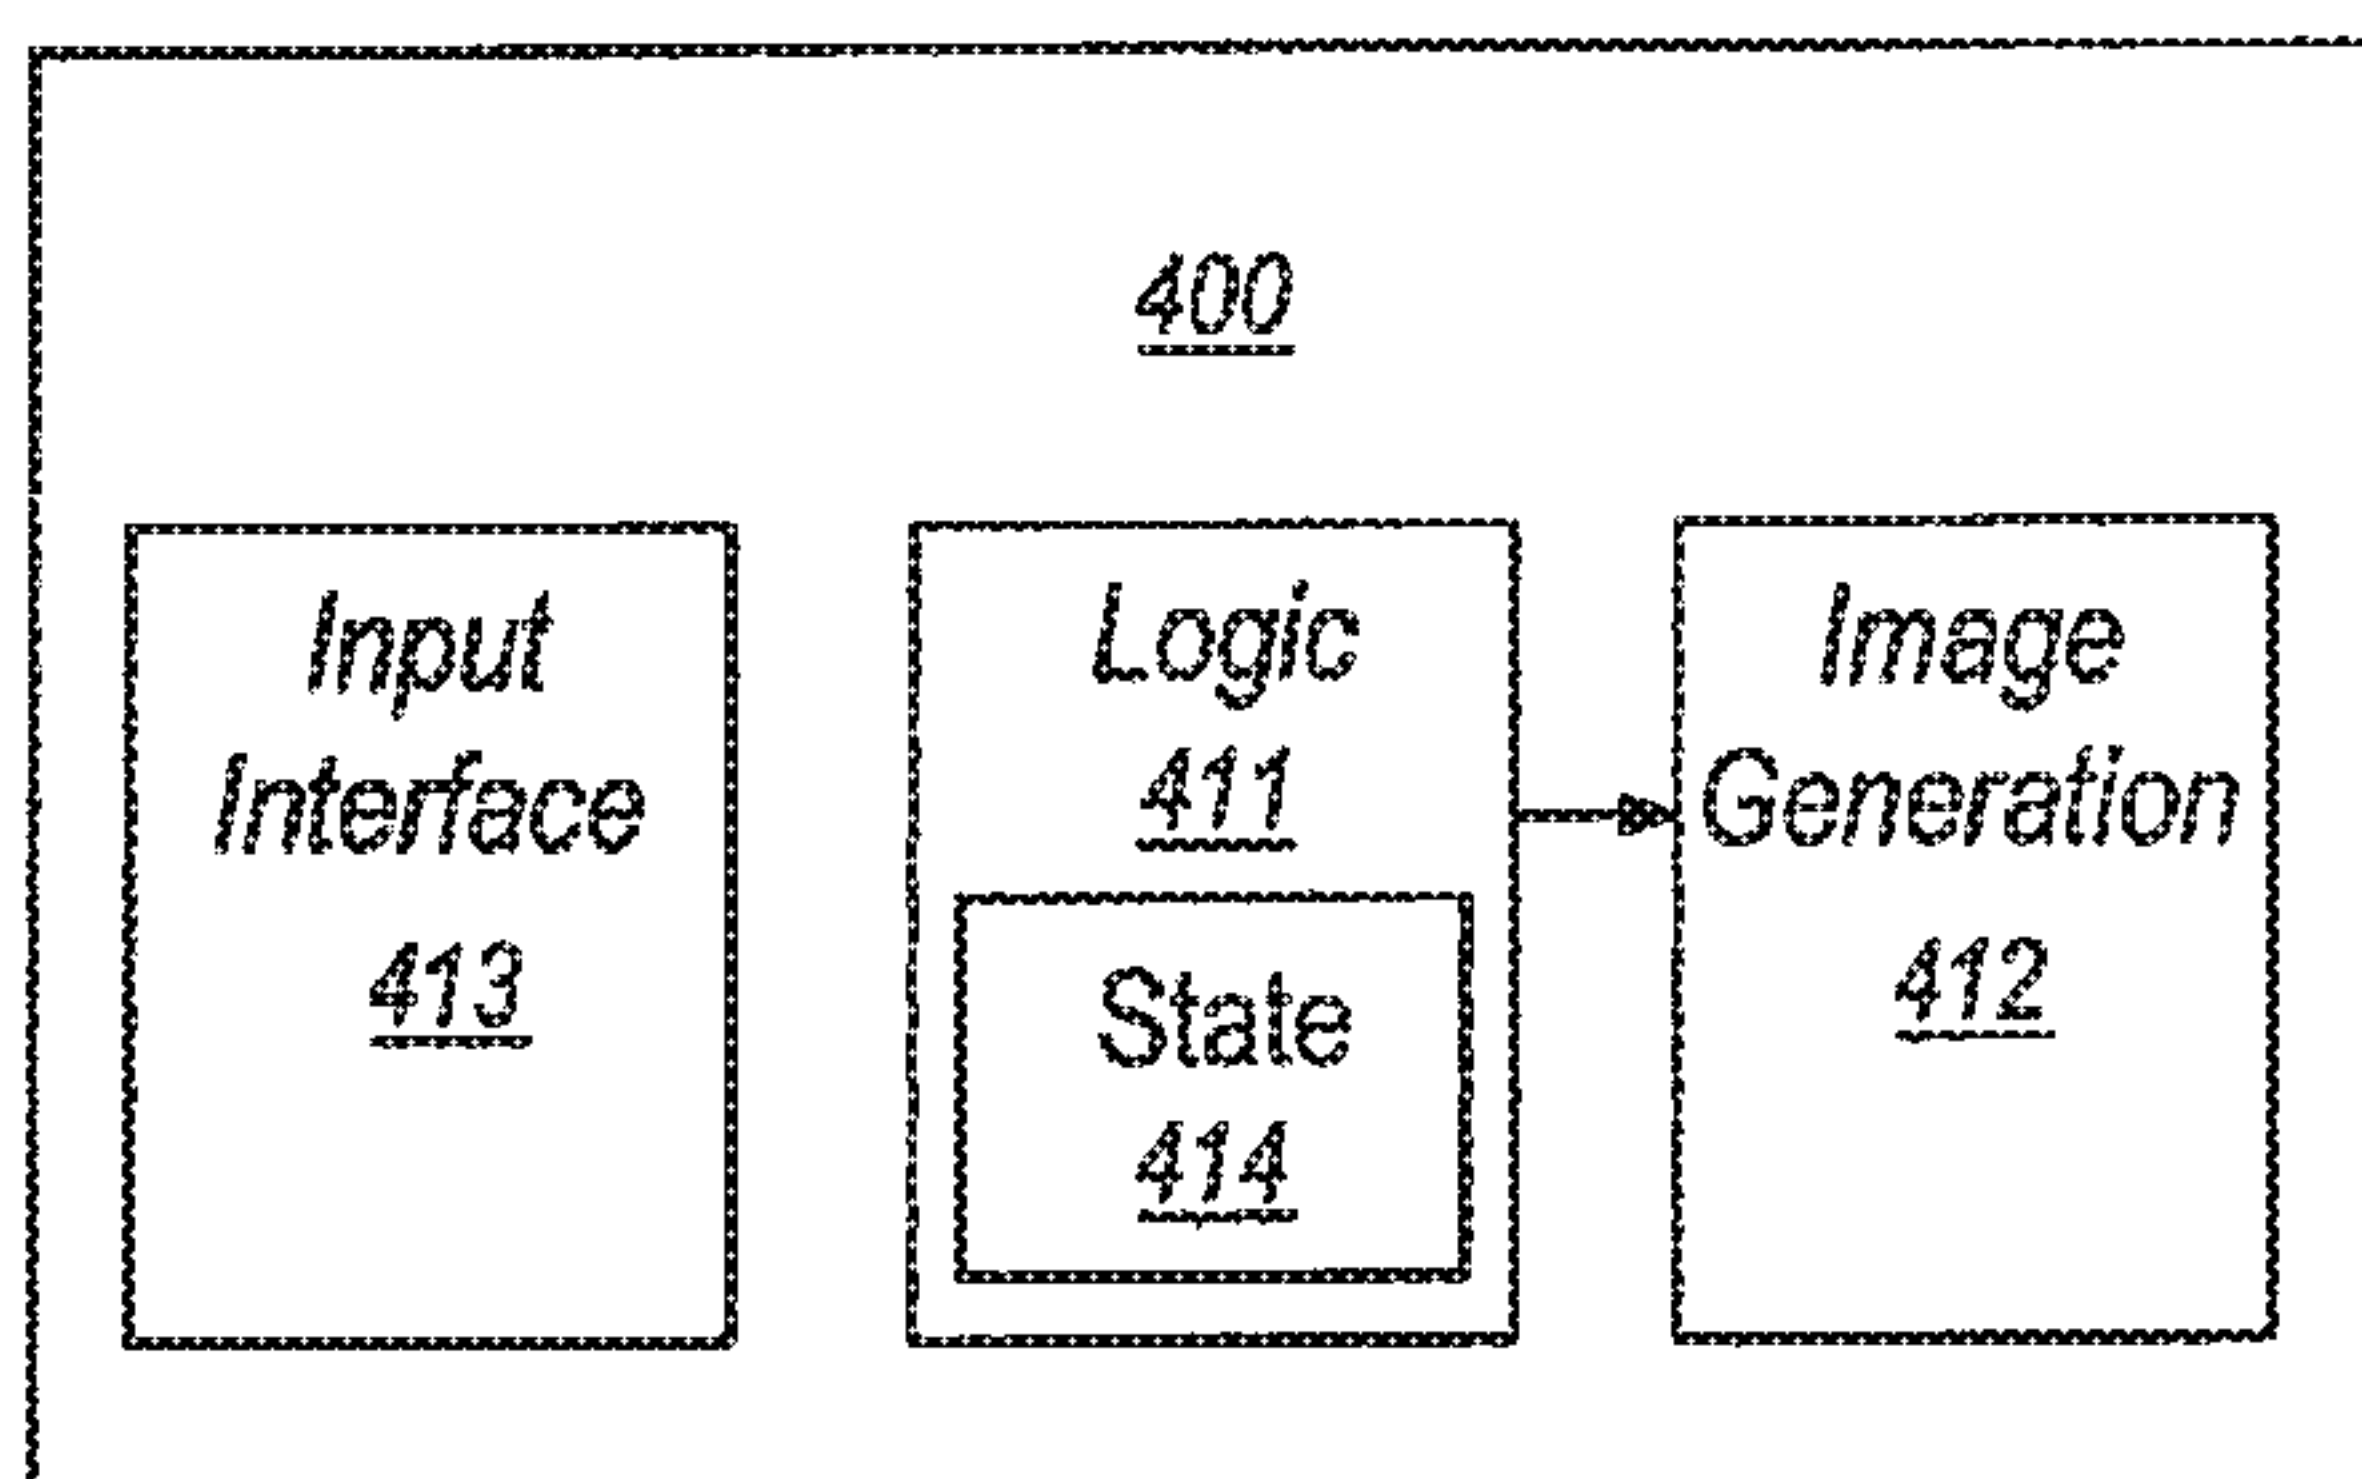 400
Input
Interface
413
Logic
411
State
414
Image
Generation
412